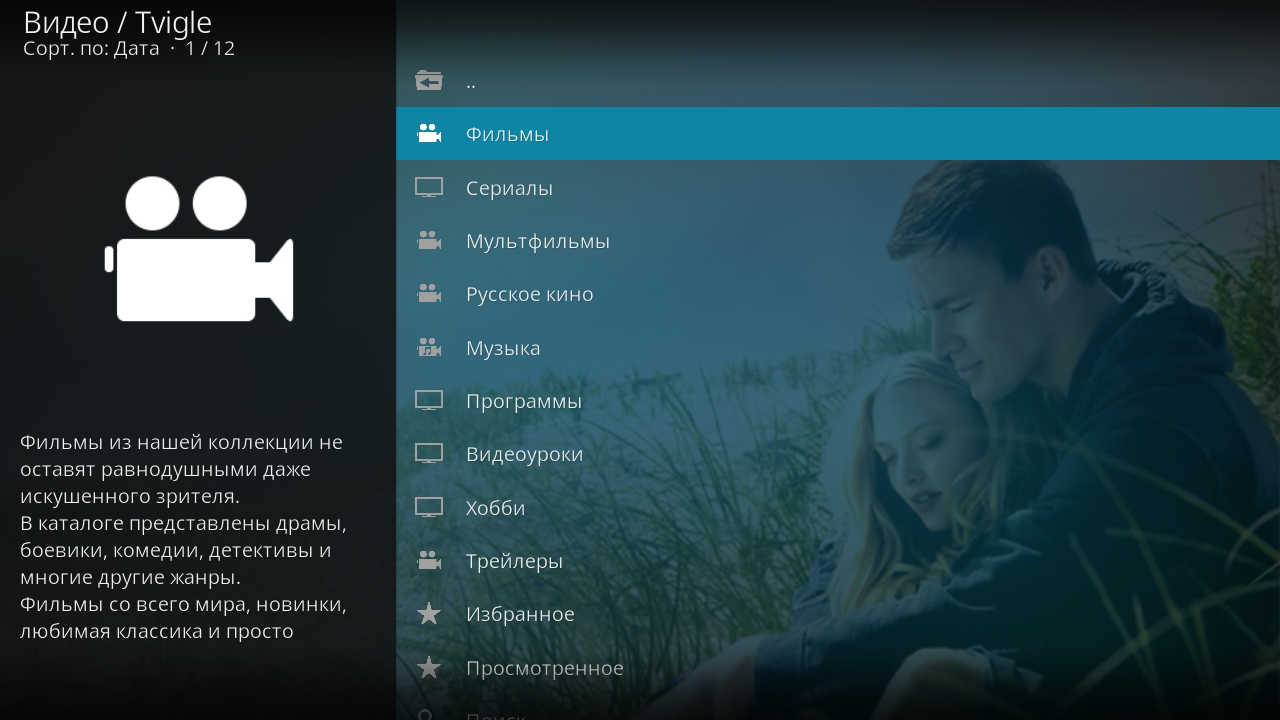 Видео / Tvigle
Сорт. по: Дата · 1 / 12
..
Фильмы
Сериалы
Мультфильмы
Русское кино
Музыка
Программы
Видеоуроки
Хобби
Трейлеры
Избранное
Просмотренное
Поиск
Фильмы из нашей коллекции не
оставят равнодушными даже
искушенного зрителя.
В каталоге представлены драмы,
боевики, комедии, детективы и
многие другие жанры.
Фильмы со всего мира, новинки,
любимая классика и просто